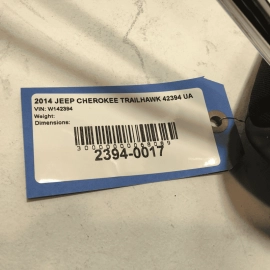 2014 JEEP CHEROKEE TRAILHAWK 42394 UA
VIN: W142394
Weight:
Dimensions:
2394-0017